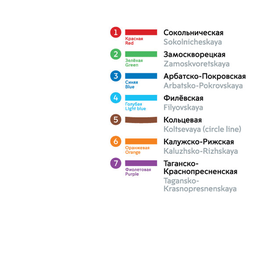 1 Сокольническая
Красная Sokolnicheskaya
Red
2 Замоскворецкая
Зелёная Zamoskvoretskaya
Green
3 Арбатско-Покровская
Синяя Arbatsko-Pokrovskaya
Blue
4 Филёвская
Голубая Filyovskaya
Light blue
5 Кольцевая
Koltsevaya (circle line)
6 Калужско-Рижская
Оранжевая Kaluzhsko-Rizhskaya
Orange
7 Таганско-
Фиолетовая Краснопресненская
Purple
Tagansko-
Krasnopresnenskaya